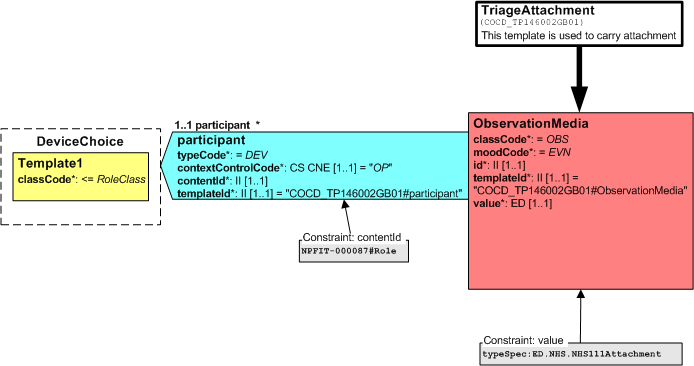 TriageAttachment
(COCD_TP146002GB01)
This template is used to carry attachment
1..1 participant *
DeviceChoice
Template1
classCode*: <= RoleClass
participant
typeCode*: = DEV
contextControlCode*: CS CNE [1..1] = "OP"
contentId*: II [1..1]
templateId*: II [1..1] = "COCD_TP146002GB01#participant"
ObservationMedia
classCode*: = OBS
moodCode*: = EVN
id*: II [1..1]
templateId*: II [1..1] =
"COCD_TP146002GB01#ObservationMedia"
value*: ED [1..1]
Constraint: contentId
NPFIT-000087#Role
Constraint: value
typeSpec:ED.NHS.NHS111Attachment